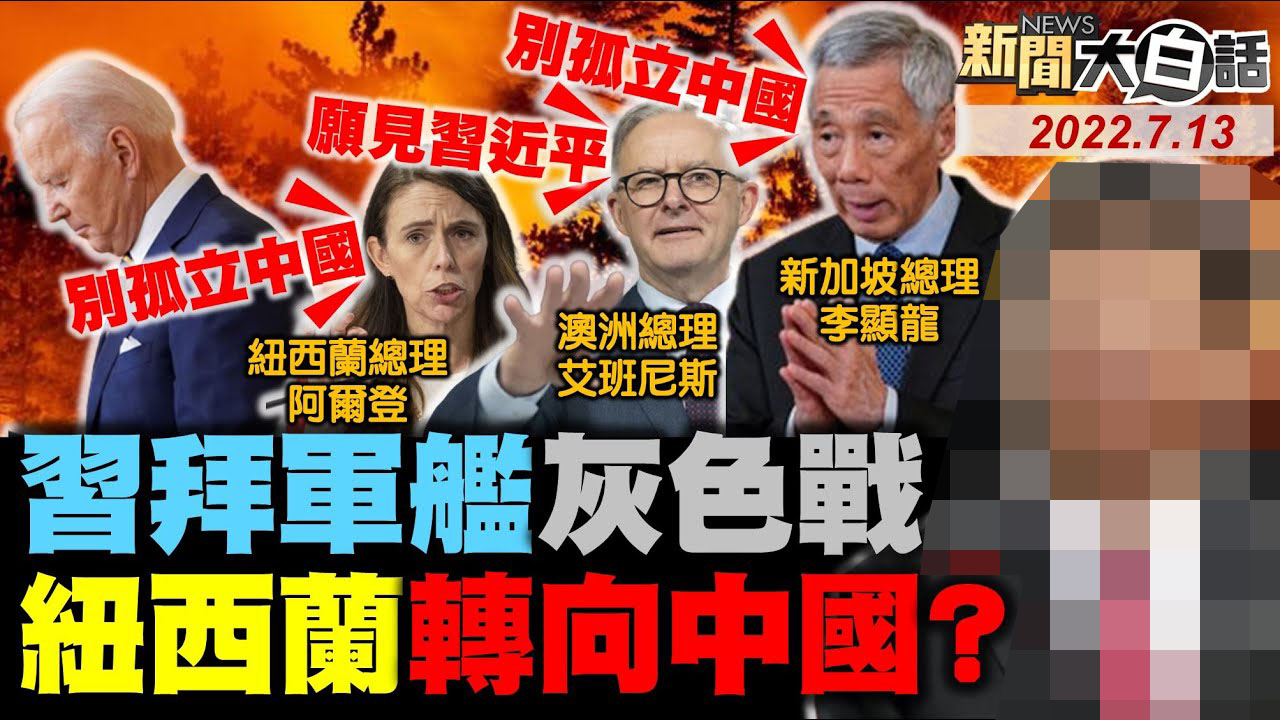 NEWS
新聞大白話
2022.7.13
別孤立中國
願見習近平
別孤立中國
紐西蘭總理
阿爾登
澳洲總理
艾班尼斯
新加坡總理
李顯龍
習拜軍艦灰色戰
紐西蘭轉向中國?